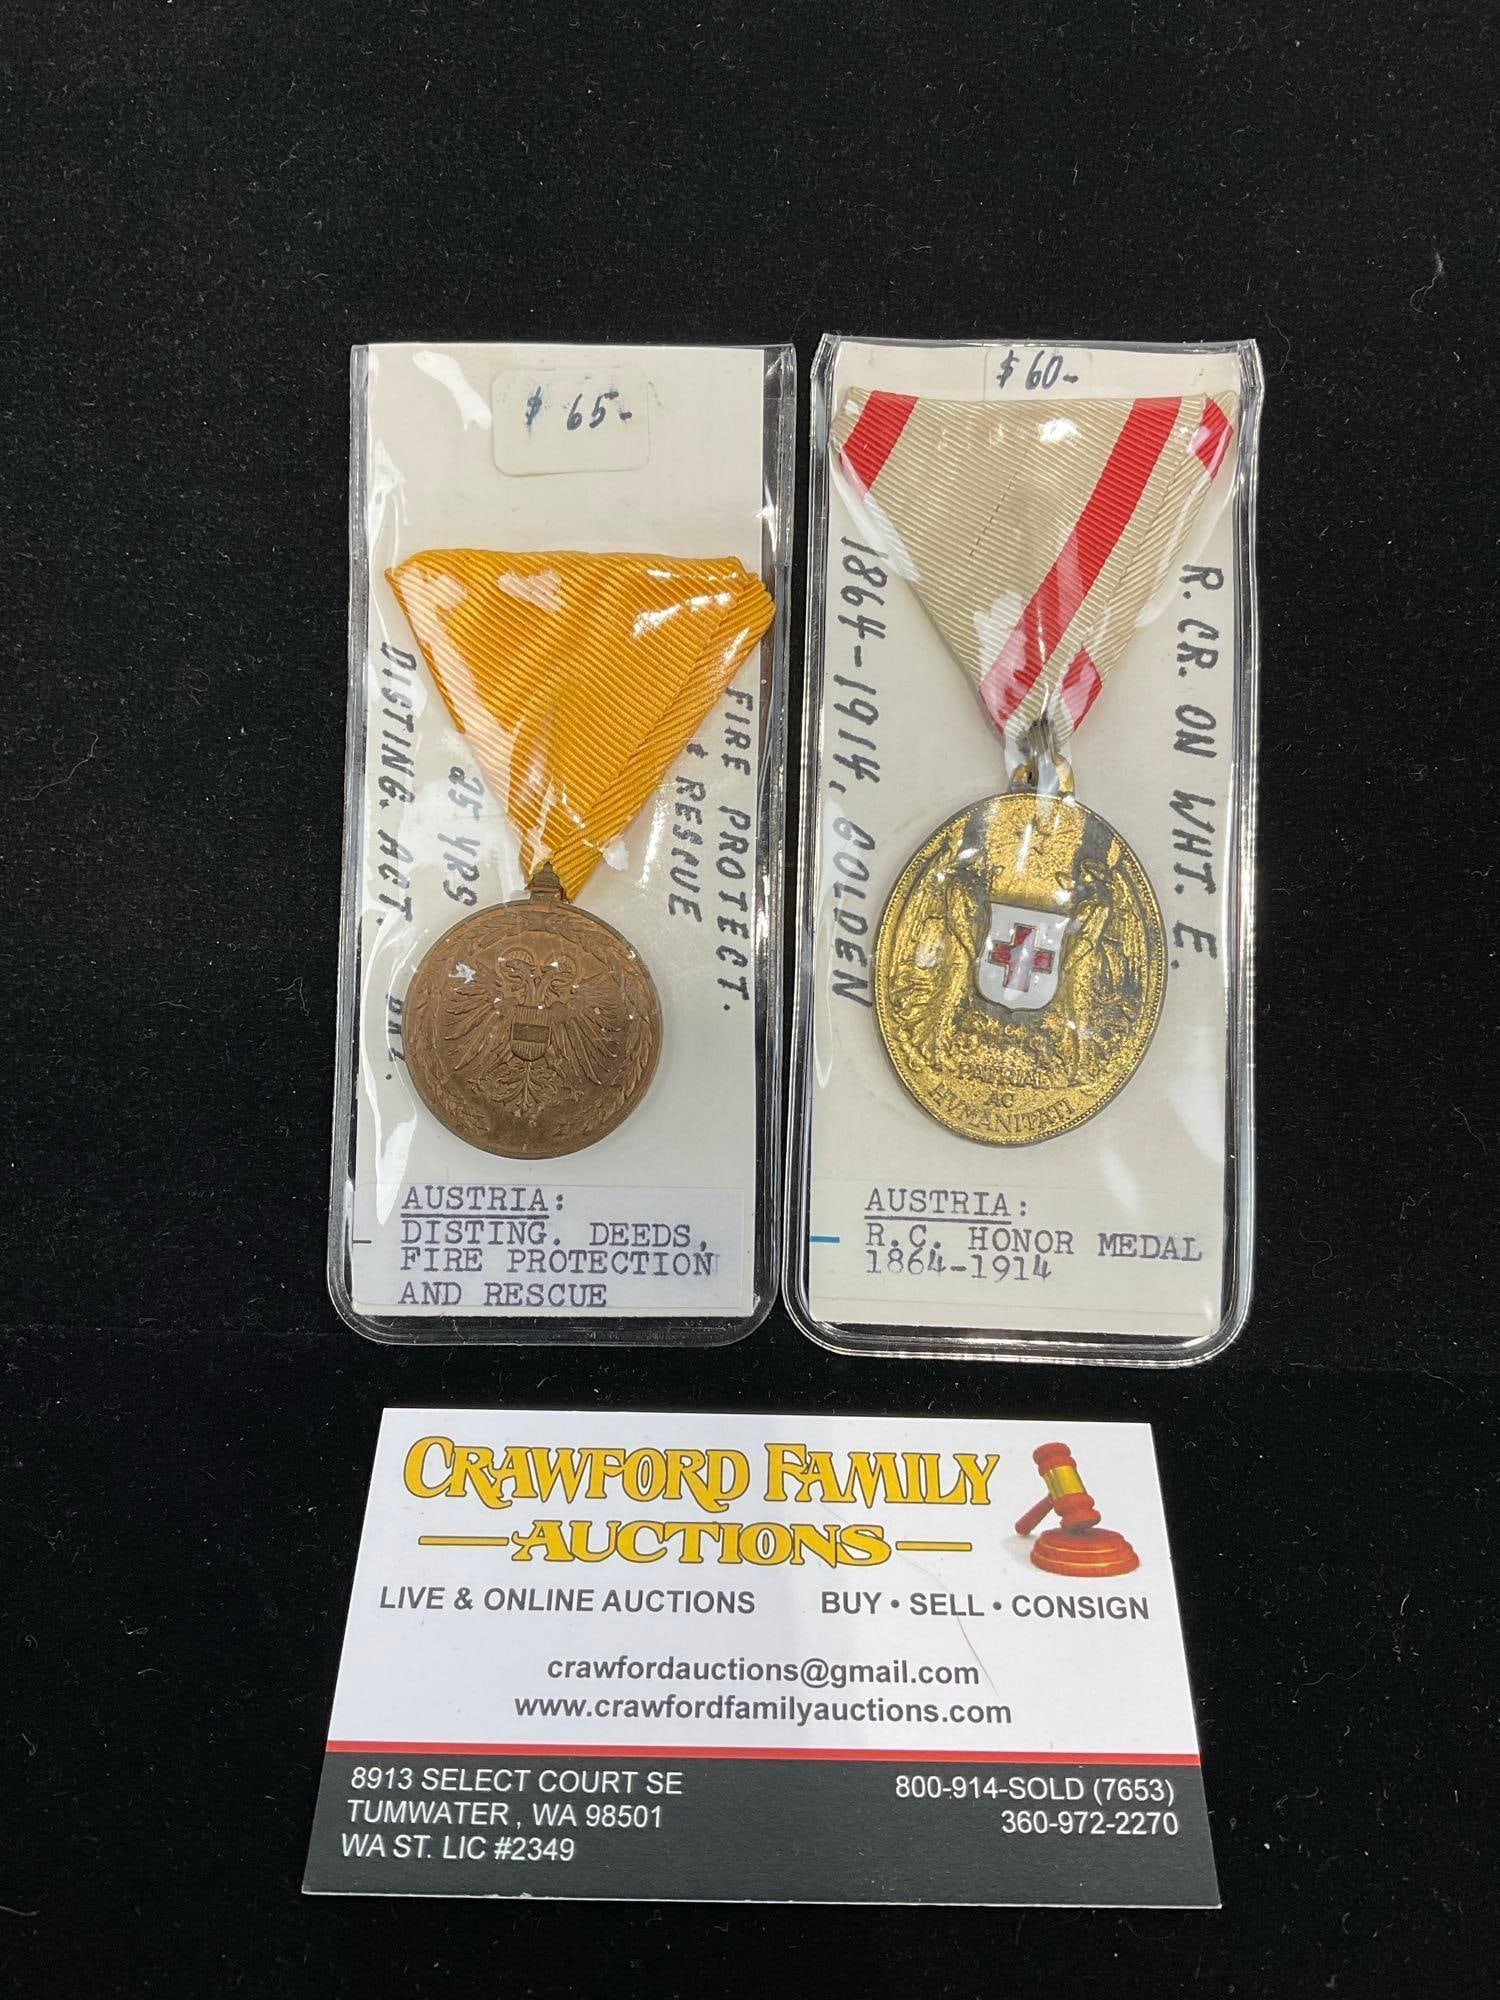 $ 65-
DISTING. ACT.
25 YRS
FIRE PROTECT.
& RESCUE
AUSTRIA:
DISTING. DEEDS,
FIRE PROTECTION
AND RESCUE
$ 60-
1864-1914, GOLDEN
R. CR. ON WHT. E.
PATRIAE
AC
HUMANITATI
AUSTRIA:
R.C. HONOR MEDAL
1864-1914
CRAWFORD FAMILY
AUCTIONS
LIVE & ONLINE AUCTIONS BUY • SELL • CONSIGN
crawfordauctions@gmail.com
www.crawfordfamilyauctions.com
8913 SELECT COURT SE
TUMWATER, WA 98501
WA ST. LIC #2349
800-914-SOLD (7653)
360-972-2270